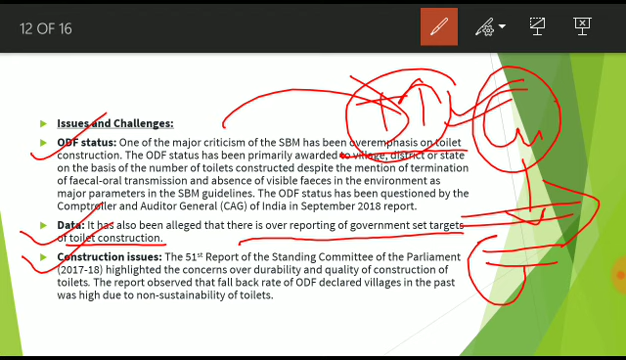 12 OF 16
Issues and Challenges:
ODF status: One of the major criticism of the SBM has been overemphasis on toilet
construction. The ODF status has been primarily awarded to village, district or state
on the basis of the number of toilets constructed despite the mention of termination
of faecal-oral transmission and absence of visible faeces in the environment as
major parameters in the SBM guidelines. The ODF status has been questioned by the
Comptroller and Auditor General (CAG) of India in September 2018 report.
Data: It has also been alleged that there is over reporting of government set targets
of toilet construction.
Construction issues: The 51st Report of the Standing Committee of the Parliament
(2017-18) highlighted the concerns over durability and quality of construction of
toilets. The report observed that fall back rate of ODF declared villages in the past
was high due to non-sustainability of toilets.